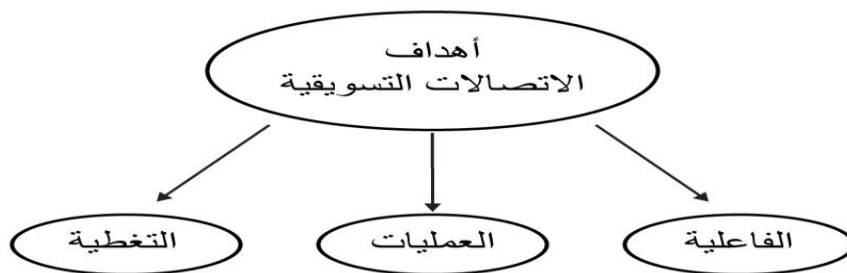 أهداف
الاتصالات التسويقية
الفاعلية
العمليات
التغطية